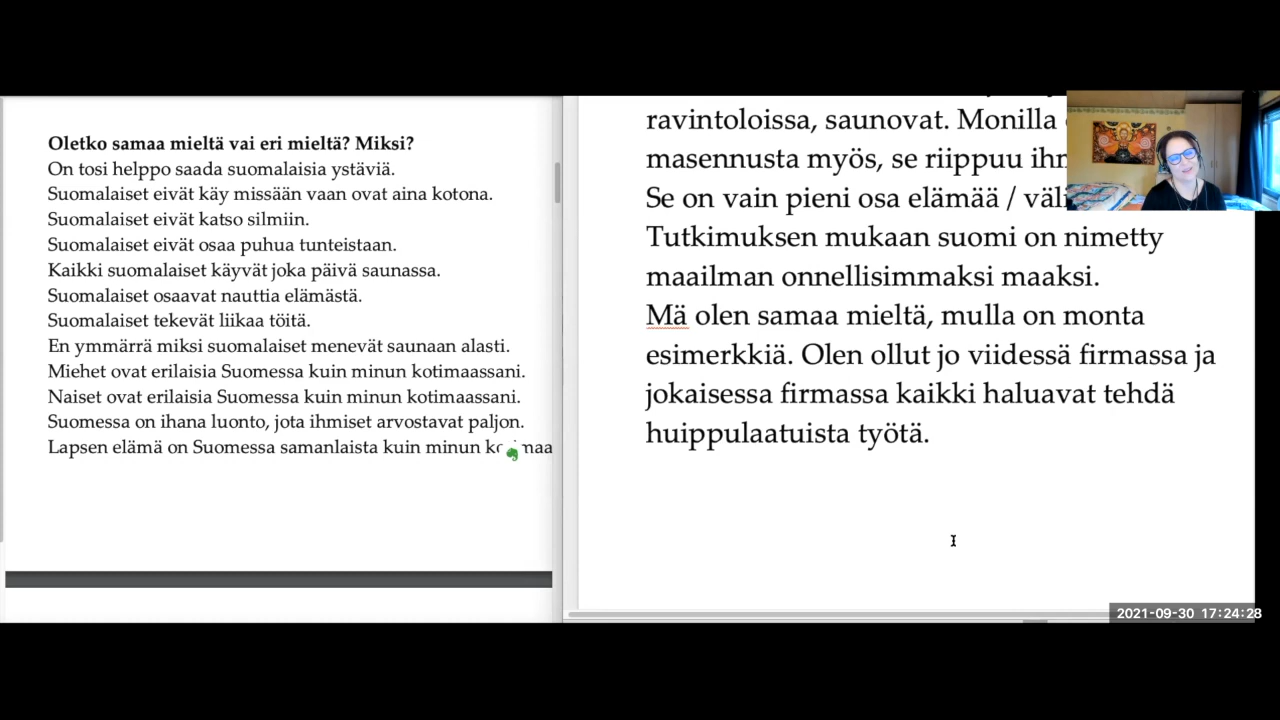 Oletko samaa mieltä vai eri mieltä? Miksi?
On tosi helppo saada suomalaisia ystäviä.
Suomalaiset eivät käy missään vaan ovat aina kotona.
Suomalaiset eivät katso silmiin.
Suomalaiset eivät osaa puhua tunteistaan.
Kaikki suomalaiset käyvät joka päivä saunassa.
Suomalaiset osaavat nauttia elämästä.
Suomalaiset tekevät liikaa töitä.
En ymmärrä miksi suomalaiset menevät saunaan alasti.
Miehet ovat erilaisia Suomessa kuin minun kotimaassani.
Naiset ovat erilaisia Suomessa kuin minun kotimaassani.
Suomessa on ihana luonto, jota ihmiset arvostavat paljon.
Lapsen elämä on Suomessa samanlaista kuin minun
ravintoloissa, saunovat. Monilla
masennusta myös, se riippuu
Se on vain pieni osa elämää /
Tutkimuksen mukaan suomi on nimetty
maailman onnellisimmaksi maaksi.
Mä olen samaa mieltä, mulla on monta
esimerkkiä. Olen ollut jo viidessä firmassa ja
jokaisessa firmassa kaikki haluavat tehdä
huippulaatuista työtä.
2021-09-30 17:24:28